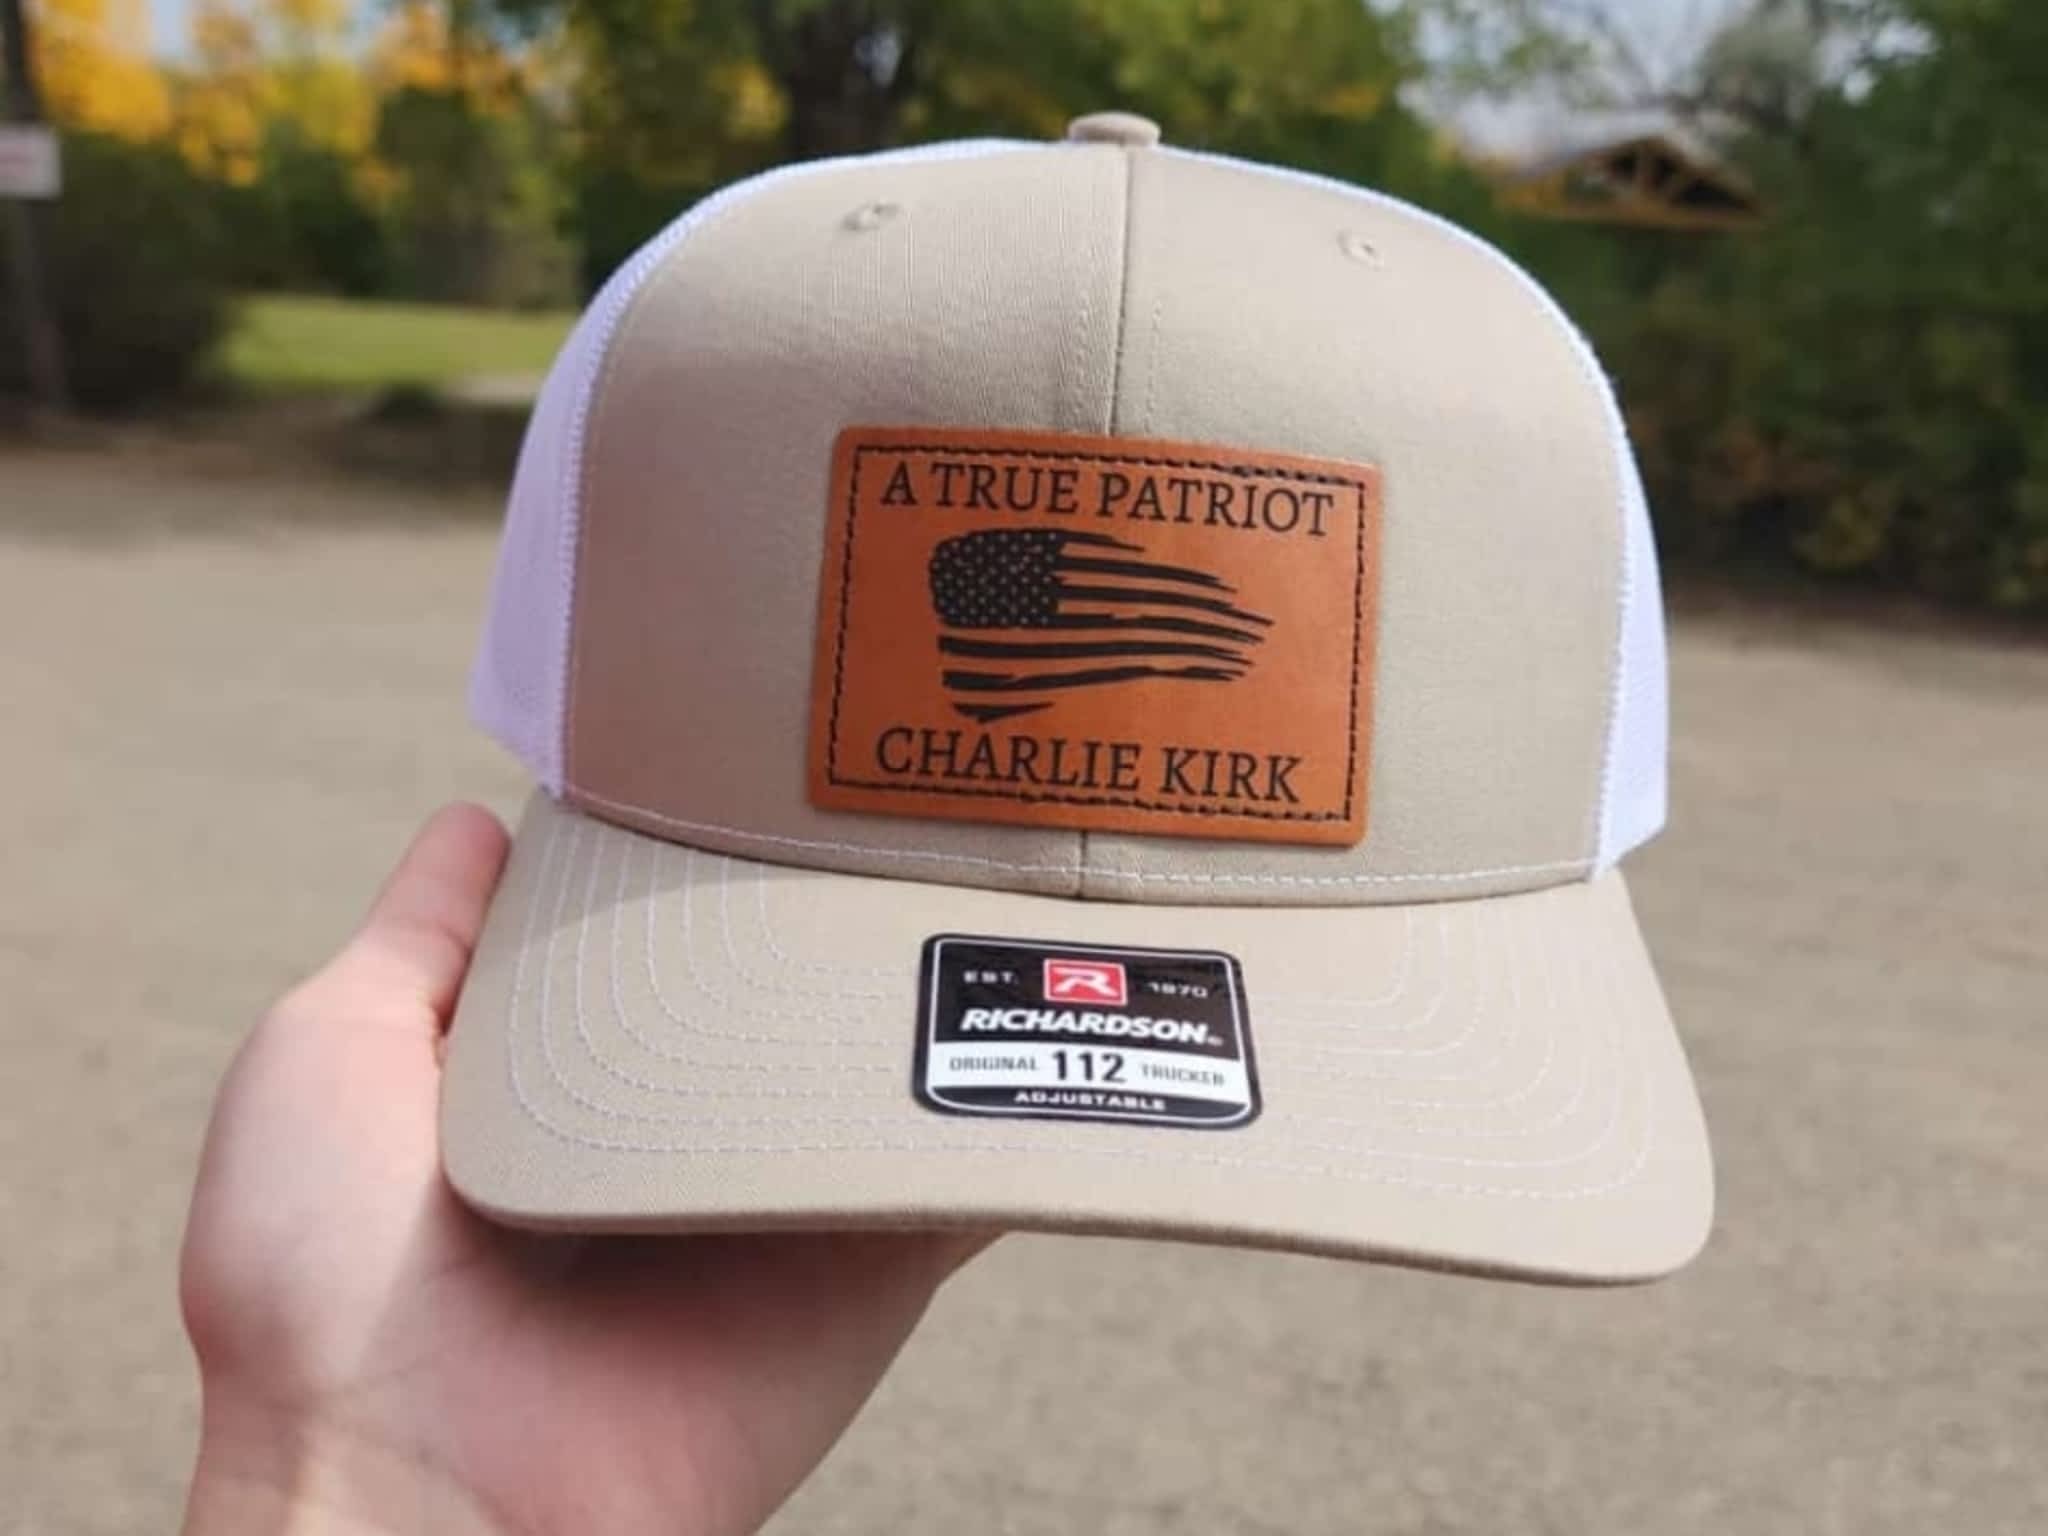 A TRUE PATRIOT
CHARLIE KIRK
EST. R 1970
RICHARDSON®
ORIGINAL 112 TRUCKER
ADJUSTABLE